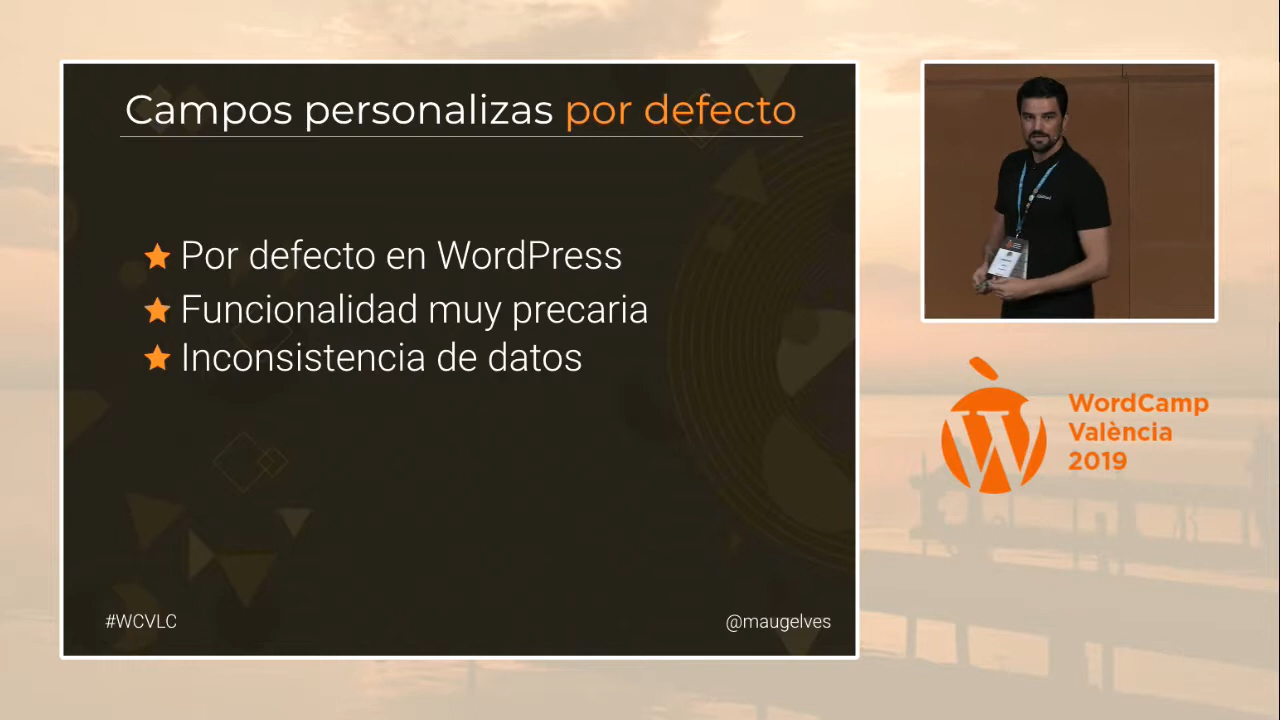 Campos personalizas por defecto
Por defecto en WordPress
Funcionalidad muy precaria
Inconsistencia de datos
#WCVLC
@maugelves
WordCamp
València
2019